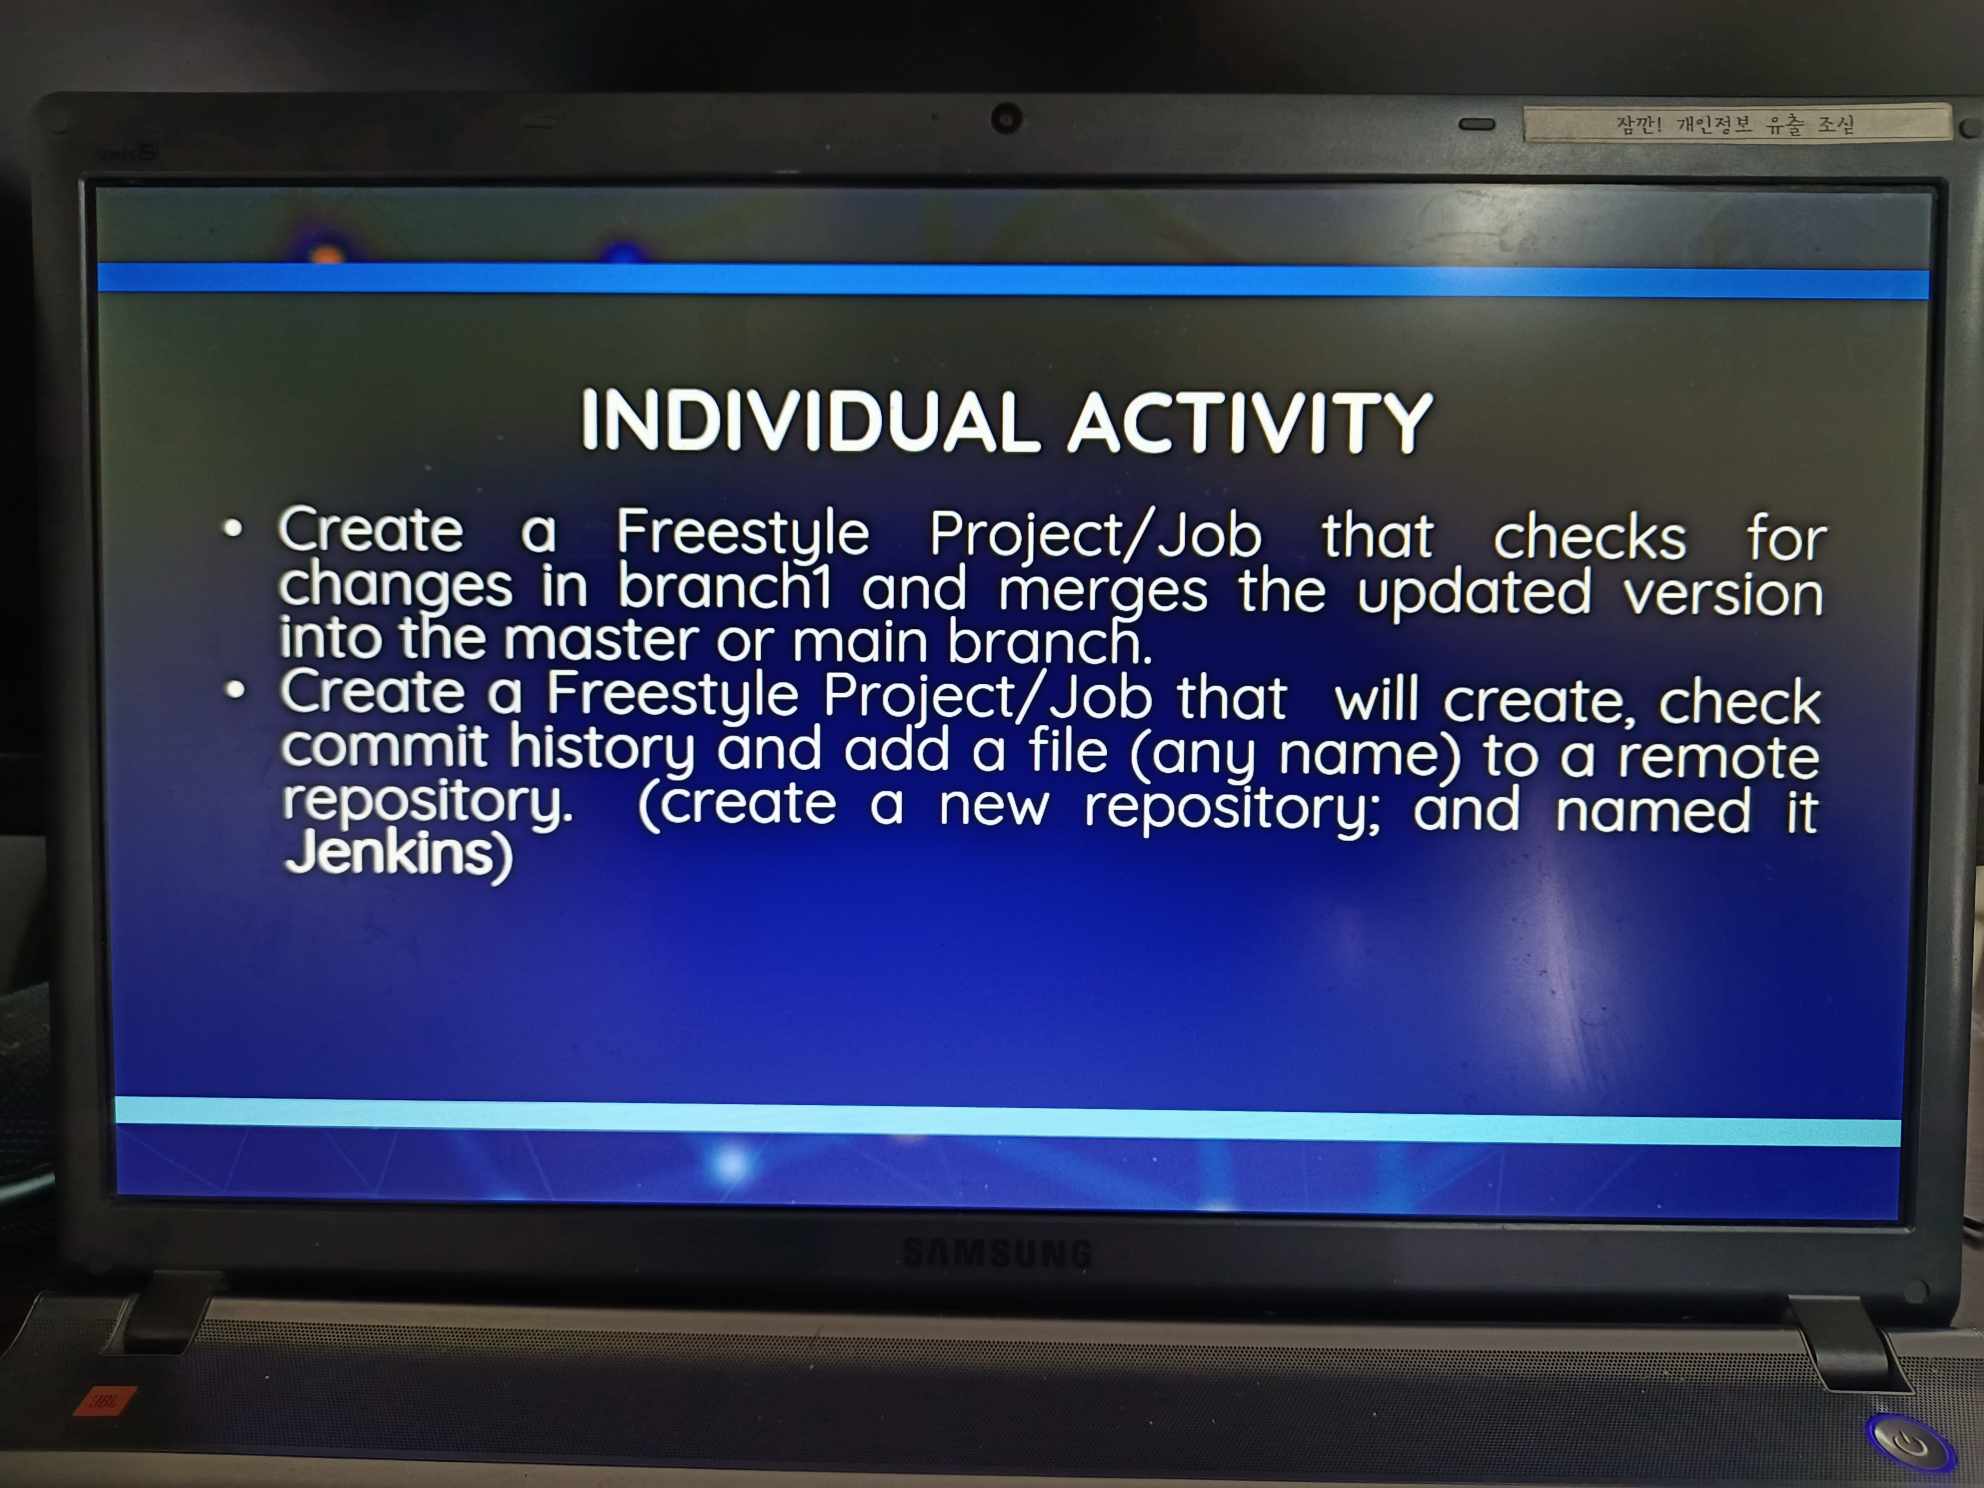 잠깐! 개인정보 유출 조심
INDIVIDUAL ACTIVITY
• Create a Freestyle Project/Job that checks for
changes in branch1 and merges the updated version
into the master or main branch.
• Create a Freestyle Project/Job that will create, check
commit history and add a file (any name) to a remote
repository. (create a new repository; and named it
Jenkins)
SAMSUNG
JBL